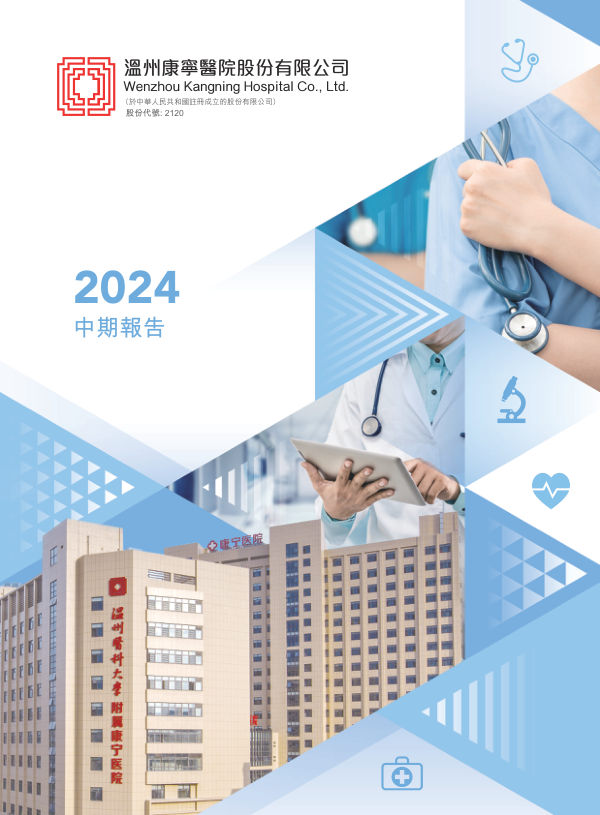 溫州康寧醫院股份有限公司
Wenzhou Kangning Hospital Co., Ltd.
(於中華人民共和國註冊成立的股份有限公司)
股份代號: 2120
2024
中期報告
康宁医院
温州醫科大學附屬康宁医院